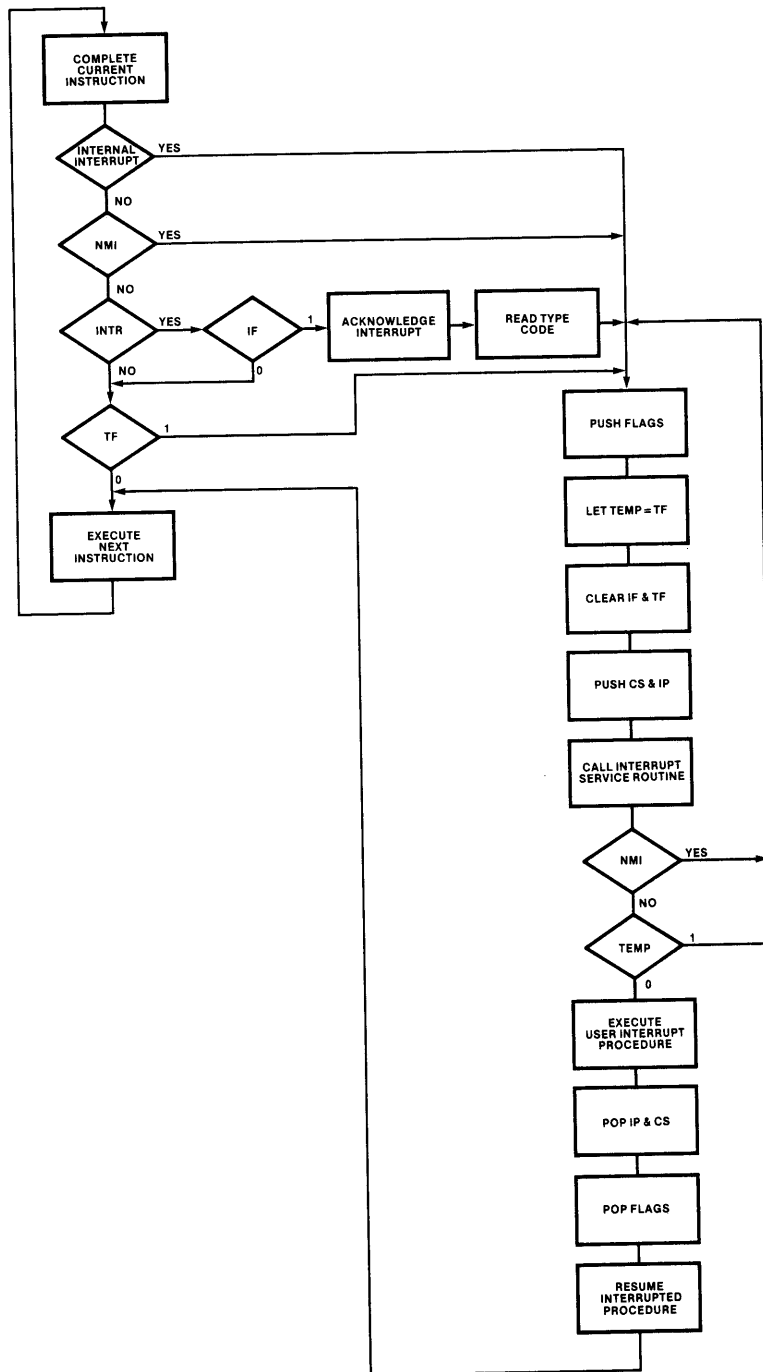 COMPLETE
CURRENT
INSTRUCTION
INTERNAL
INTERRUPT
YES
NO
NMI
YES
NO
INTR
YES
IF
1
ACKNOWLEDGE
INTERRUPT
READ TYPE
CODE
NO
0
TF
1
0
EXECUTE
NEXT
INSTRUCTION
PUSH FLAGS
LET TEMP = TF
CLEAR IF & TF
PUSH CS & IP
CALL INTERRUPT
SERVICE ROUTINE
NMI
YES
NO
TEMP
1
0
EXECUTE
USER INTERRUPT
PROCEDURE
POP IP & CS
POP FLAGS
RESUME
INTERRUPTED
PROCEDURE